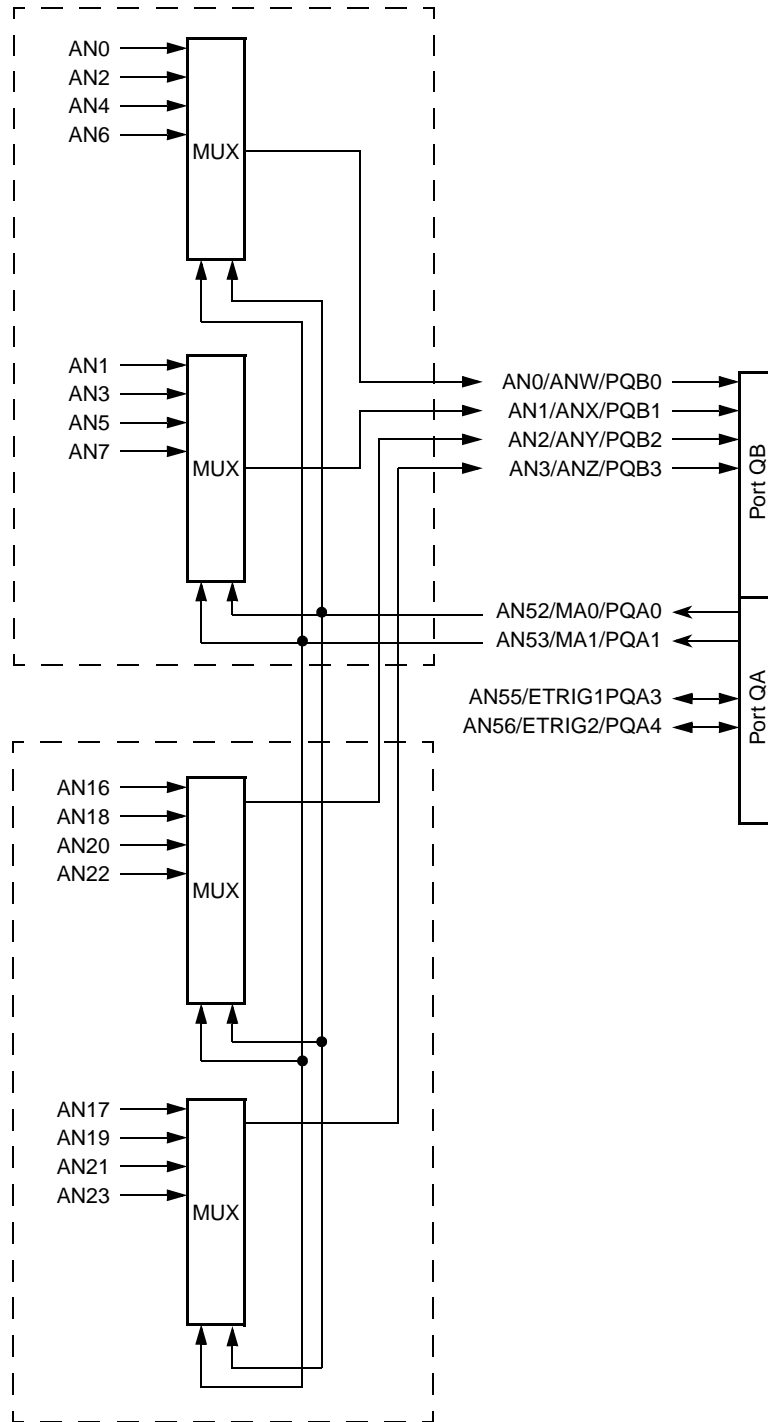 AN0
AN2
AN4
AN6
MUX
AN1
AN3
AN5
AN7
MUX
AN0/ANW/PQB0
AN1/ANX/PQB1
AN2/ANY/PQB2
AN3/ANZ/PQB3
Port QB
AN52/MA0/PQA0
AN53/MA1/PQA1
AN55/ETRIG1PQA3
AN56/ETRIG2/PQA4
Port QA
AN16
AN18
AN20
AN22
MUX
AN17
AN19
AN21
AN23
MUX